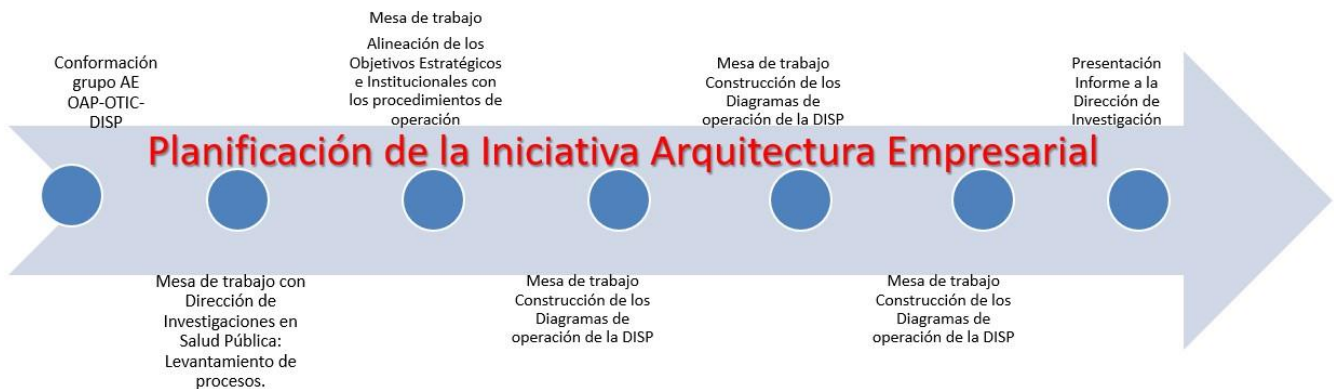 Conformación
grupo AE
OAP-OTIC-
DISP
Mesa de trabajo
Alineación de los
Objetivos Estratégicos
e Institucionales con
los procedimientos de
operación
Mesa de trabajo
Construcción de los
Diagramas de
operación de la DISP
Presentación
Informe a la
Dirección de
Investigación
Planificación de la Iniciativa Arquitectura Empresarial
Mesa de trabajo con
Dirección de
Investigaciones en
Salud Pública:
Levantamiento de
procesos.
Mesa de trabajo
Construcción de los
Diagramas de
operación de la DISP
Mesa de trabajo
Construcción de los
Diagramas de
operación de la DISP